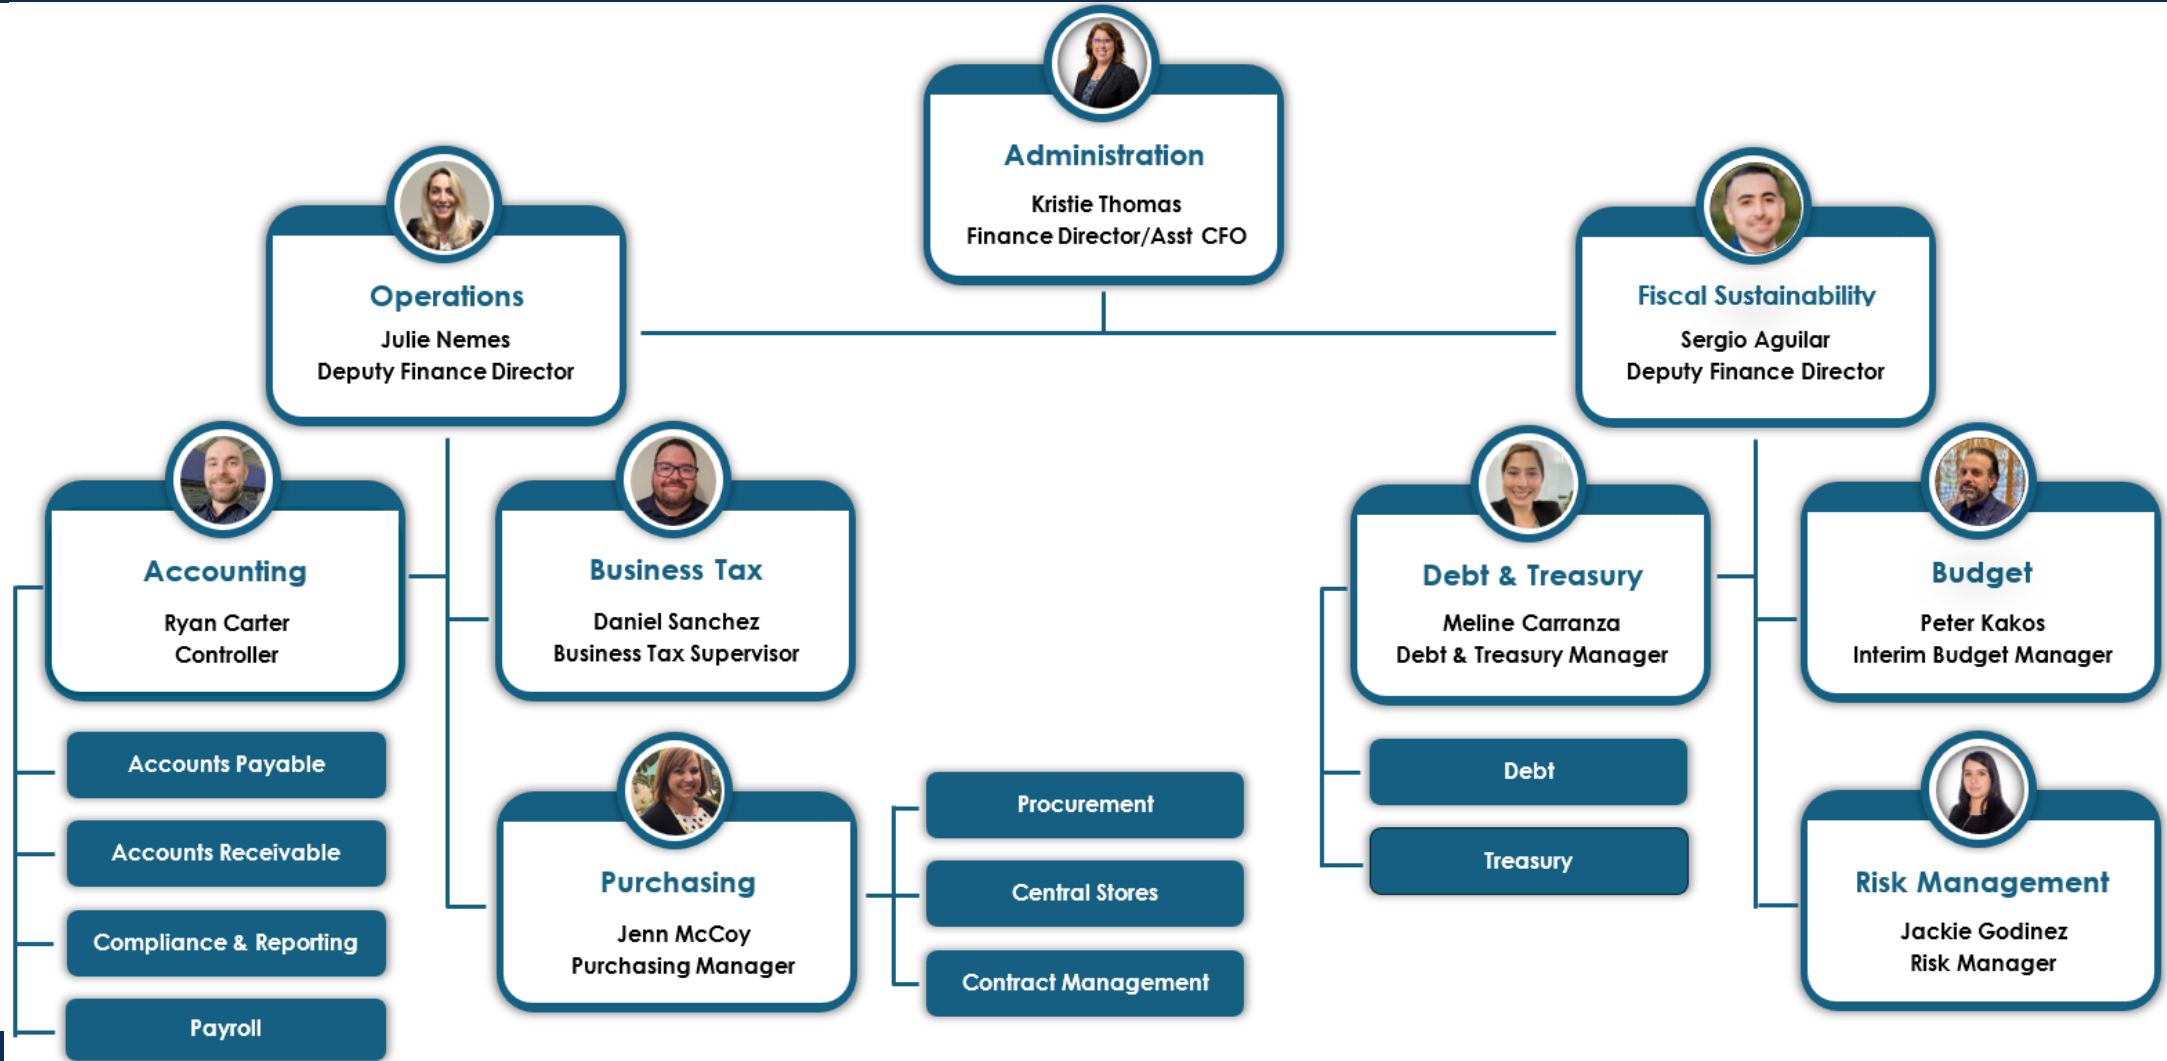 Administration
Kristie Thomas
Finance Director/Asst CFO
Operations
Julie Nemes
Deputy Finance Director
Fiscal Sustainability
Sergio Aguilar
Deputy Finance Director
Accounting
Ryan Carter
Controller
Business Tax
Daniel Sanchez
Business Tax Supervisor
Debt & Treasury
Meline Carranza
Debt & Treasury Manager
Budget
Peter Kakos
Interim Budget Manager
Accounts Payable
Accounts Receivable
Compliance & Reporting
Payroll
Purchasing
Jenn McCoy
Purchasing Manager
Procurement
Central Stores
Contract Management
Debt
Treasury
Risk Management
Jackie Godinez
Risk Manager